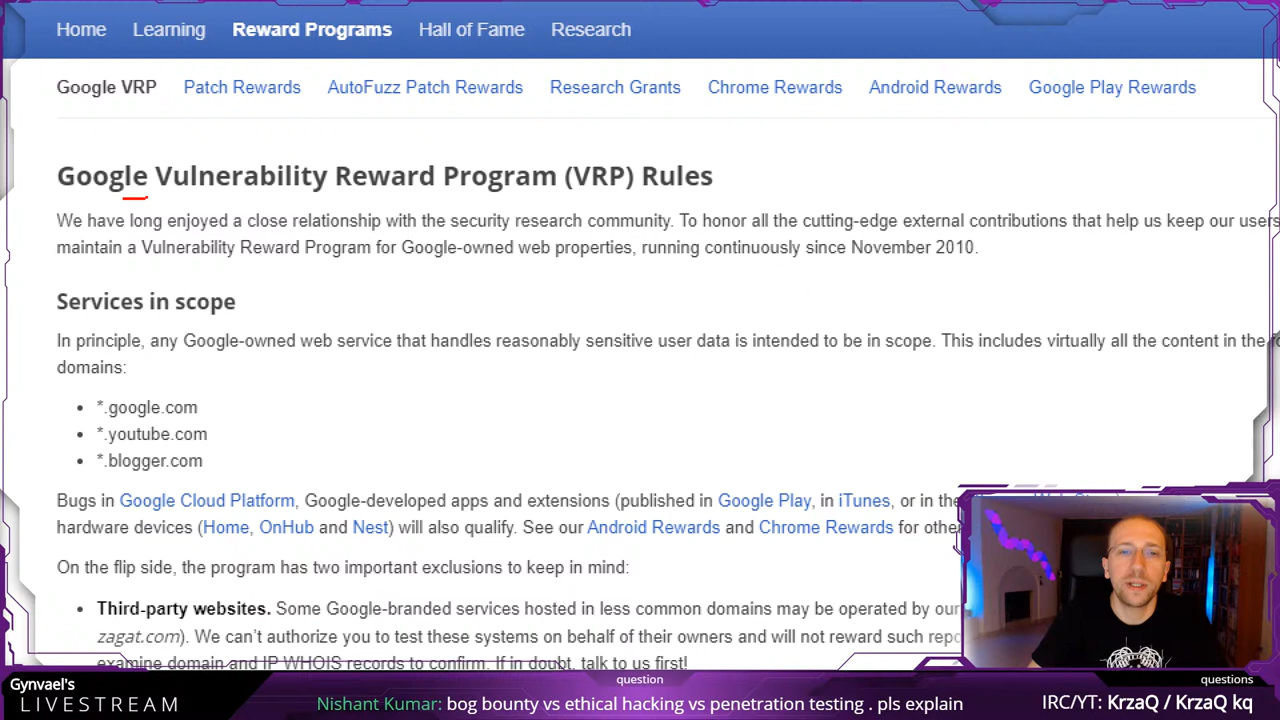 Home Learning Reward Programs Hall of Fame Research
Google VRP Patch Rewards AutoFuzz Patch Rewards Research Grants Chrome Rewards Android Rewards Google Play Rewards
Google Vulnerability Reward Program (VRP) Rules
We have long enjoyed a close relationship with the security research community. To honor all the cutting-edge external contributions that help us keep our users
maintain a Vulnerability Reward Program for Google-owned web properties, running continuously since November 2010.
Services in scope
In principle, any Google-owned web service that handles reasonably sensitive user data is intended to be in scope. This includes virtually all the content in the
domains:
• *.google.com
• *.youtube.com
• *.blogger.com
Bugs in Google Cloud Platform, Google-developed apps and extensions (published in Google Play, in iTunes, or in the
hardware devices (Home, OnHub and Nest) will also qualify. See our Android Rewards and Chrome Rewards for other
On the flip side, the program has two important exclusions to keep in mind:
• Third-party websites. Some Google-branded services hosted in less common domains may be operated by our
zagat.com). We can't authorize you to test these systems on behalf of their owners and will not reward such
examine domain and IP WHOIS records to confirm. If in doubt, talk to us first!
question
questions
Gynvael's
LIVESTREAM
Nishant Kumar: bog bounty vs ethical hacking vs penetration testing . pls explain
IRC/YT: KrzaQ / KrzaQ kq